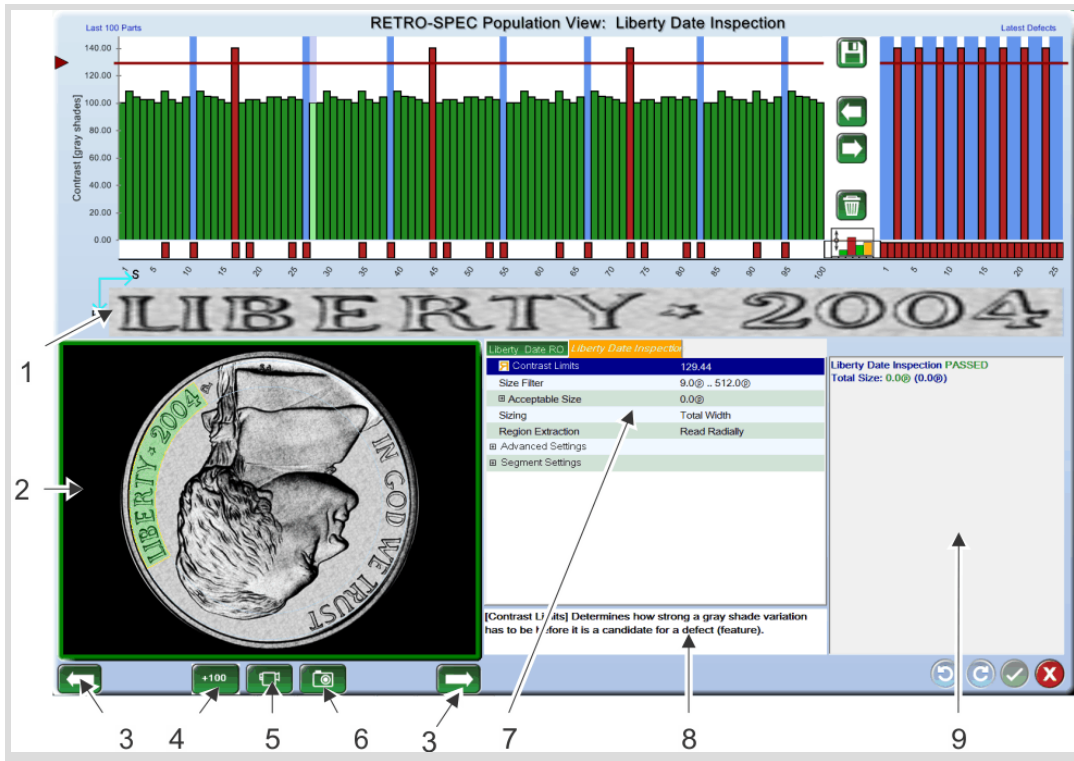 RETRO-SPEC Population View: Liberty Date Inspection
Last 100 Parts
Latest Defects
Contrast [gray shades]
140.00
120.00
100.00
80.00
60.00
40.00
20.00
0.00
1 5 10 15 20 25 30 35 40 45 50 55 60 65 70 75 80 85 90 95 100
1 5 10 15 20 25
S
LIBERTY 2004
Liberty Date RO Liberty Date Inspection
Contrast Limits 129.44
Size Filter 9.0 .. 512.0
Acceptable Size 0.0
Sizing Total Width
Region Extraction Read Radially
Advanced Settings
Segment Settings
Liberty Date Inspection PASSED
Total Size: 0.0 (0.0)
LIBERTY 2004
IN GOD WE TRUST
[Contrast Limits] Determines how strong a gray shade variation
has to be before it is a candidate for a defect (feature).
+100
1
2
3 4 5 6 3 7 8 9